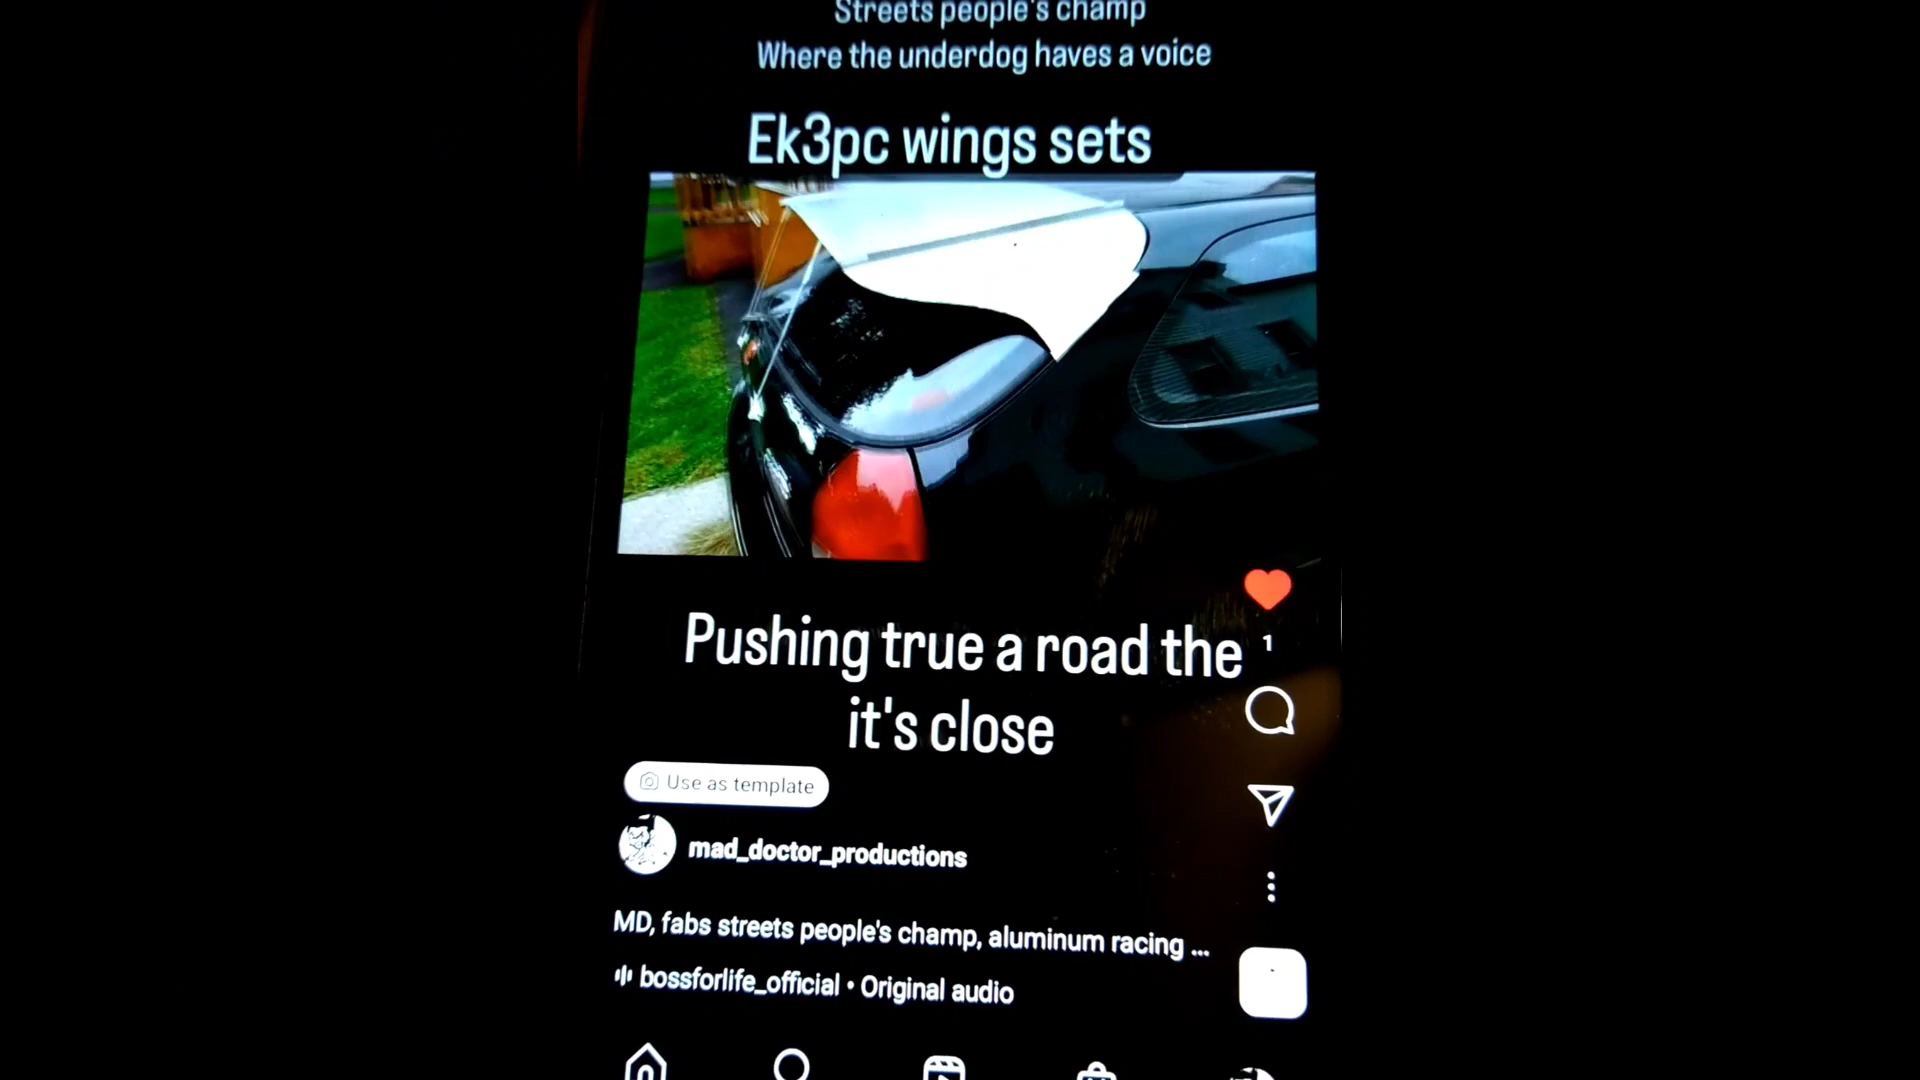 Streets people's champ
Where the underdog haves a voice
Ek3pc wings sets
Pushing true a road the
it's close
1
Use as template
mad_doctor_productions
MD, fabs streets people's champ, aluminum racing ...
bossforlife_official • Original audio